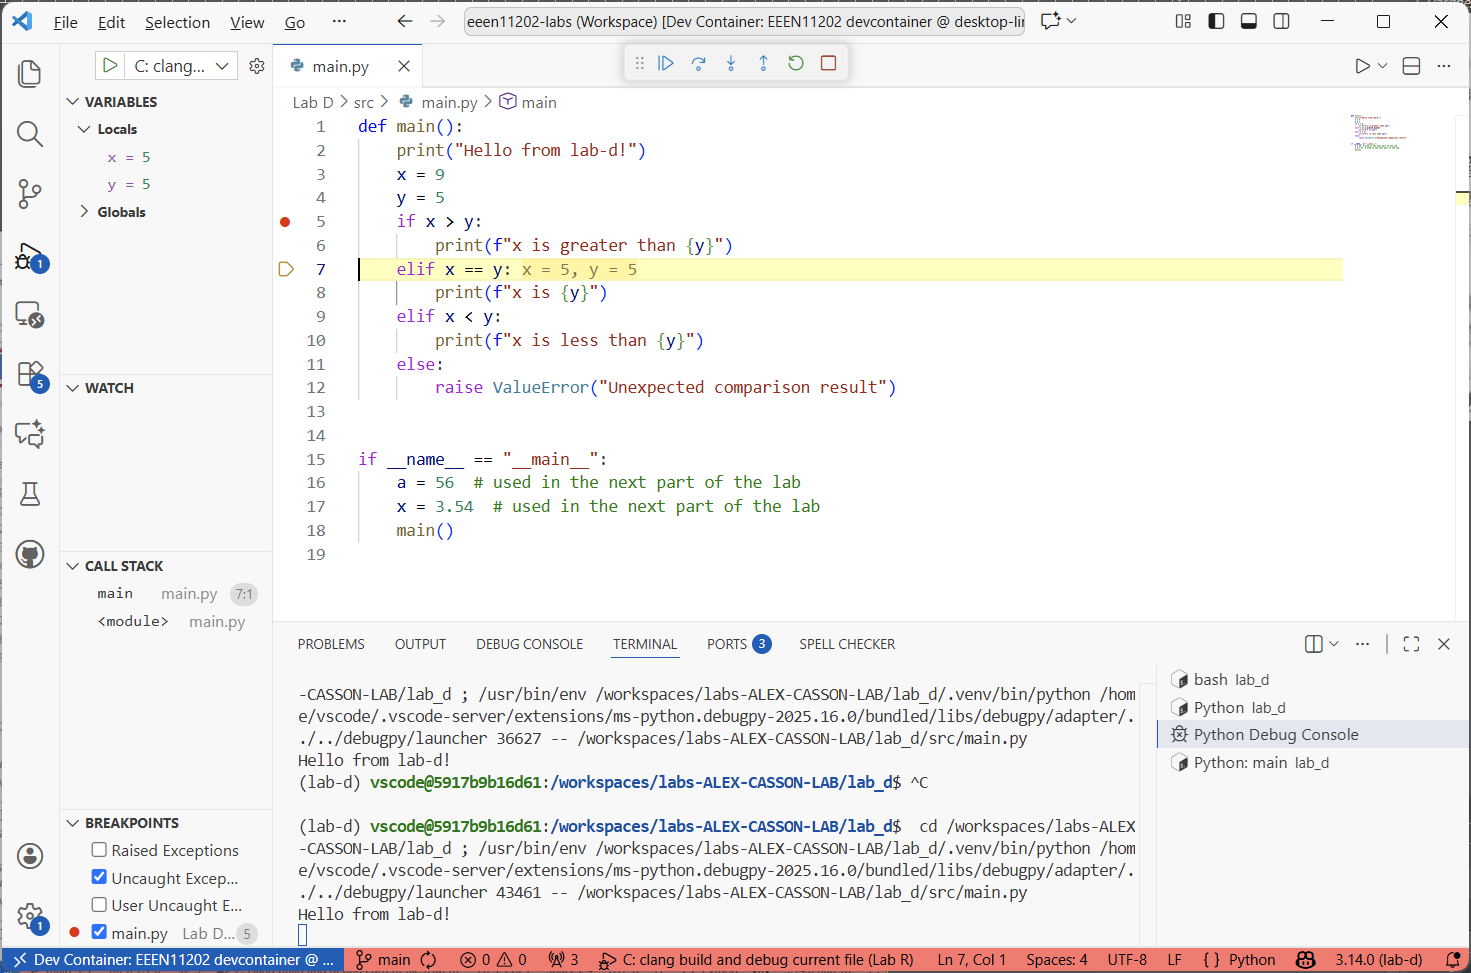 File Edit Selection View Go ··· eeen11202-labs (Workspace) [Dev Container: EEEN11202 devcontainer @ desktop-lin
C: clang...
main.py
VARIABLES
Locals
x = 5
y = 5
Globals
WATCH
CALL STACK
main main.py 7:1
<module> main.py
BREAKPOINTS
Raised Exceptions
Uncaught Excep...
User Uncaught E...
main.py Lab D... 5
1
5
1
Lab D > src > main.py > main
1 def main():
2 print("Hello from lab-d!")
3 x = 9
4 y = 5
5 if x > y:
6 print(f"x is greater than {y}")
7 elif x == y: x = 5, y = 5
8 print(f"x is {y}")
9 elif x < y:
10 print(f"x is less than {y}")
11 else:
12 raise ValueError("Unexpected comparison result")
13
14
15 if __name__ == "__main__":
16 a = 56 # used in the next part of the lab
17 x = 3.54 # used in the next part of the lab
18 main()
19
PROBLEMS OUTPUT DEBUG CONSOLE TERMINAL PORTS 3 SPELL CHECKER
-CASSON-LAB/lab_d ; /usr/bin/env /workspaces/labs-ALEX-CASSON-LAB/lab_d/.venv/bin/python /hom
e/vscode/.vscode-server/extensions/ms-python.debugpy-2025.16.0/bundled/libs/debugpy/adapter/.
./../debugpy/launcher 36627 -- /workspaces/labs-ALEX-CASSON-LAB/lab_d/src/main.py
Hello from lab-d!
(lab-d) vscode@5917b9b16d61:/workspaces/labs-ALEX-CASSON-LAB/lab_d$ ^C
(lab-d) vscode@5917b9b16d61:/workspaces/labs-ALEX-CASSON-LAB/lab_d$ cd /workspaces/labs-ALEX
-CASSON-LAB/lab_d ; /usr/bin/env /workspaces/labs-ALEX-CASSON-LAB/lab_d/.venv/bin/python /hom
e/vscode/.vscode-server/extensions/ms-python.debugpy-2025.16.0/bundled/libs/debugpy/adapter/.
./../debugpy/launcher 43461 -- /workspaces/labs-ALEX-CASSON-LAB/lab_d/src/main.py
Hello from lab-d!
bash lab_d
Python lab_d
Python Debug Console
Python: main lab_d
Dev Container: EEEN11202 devcontainer @ ... main 0 0 3 C: clang build and debug current file (Lab R) Ln 7, Col 1 Spaces: 4 UTF-8 LF { } Python 3.14.0 (lab-d)